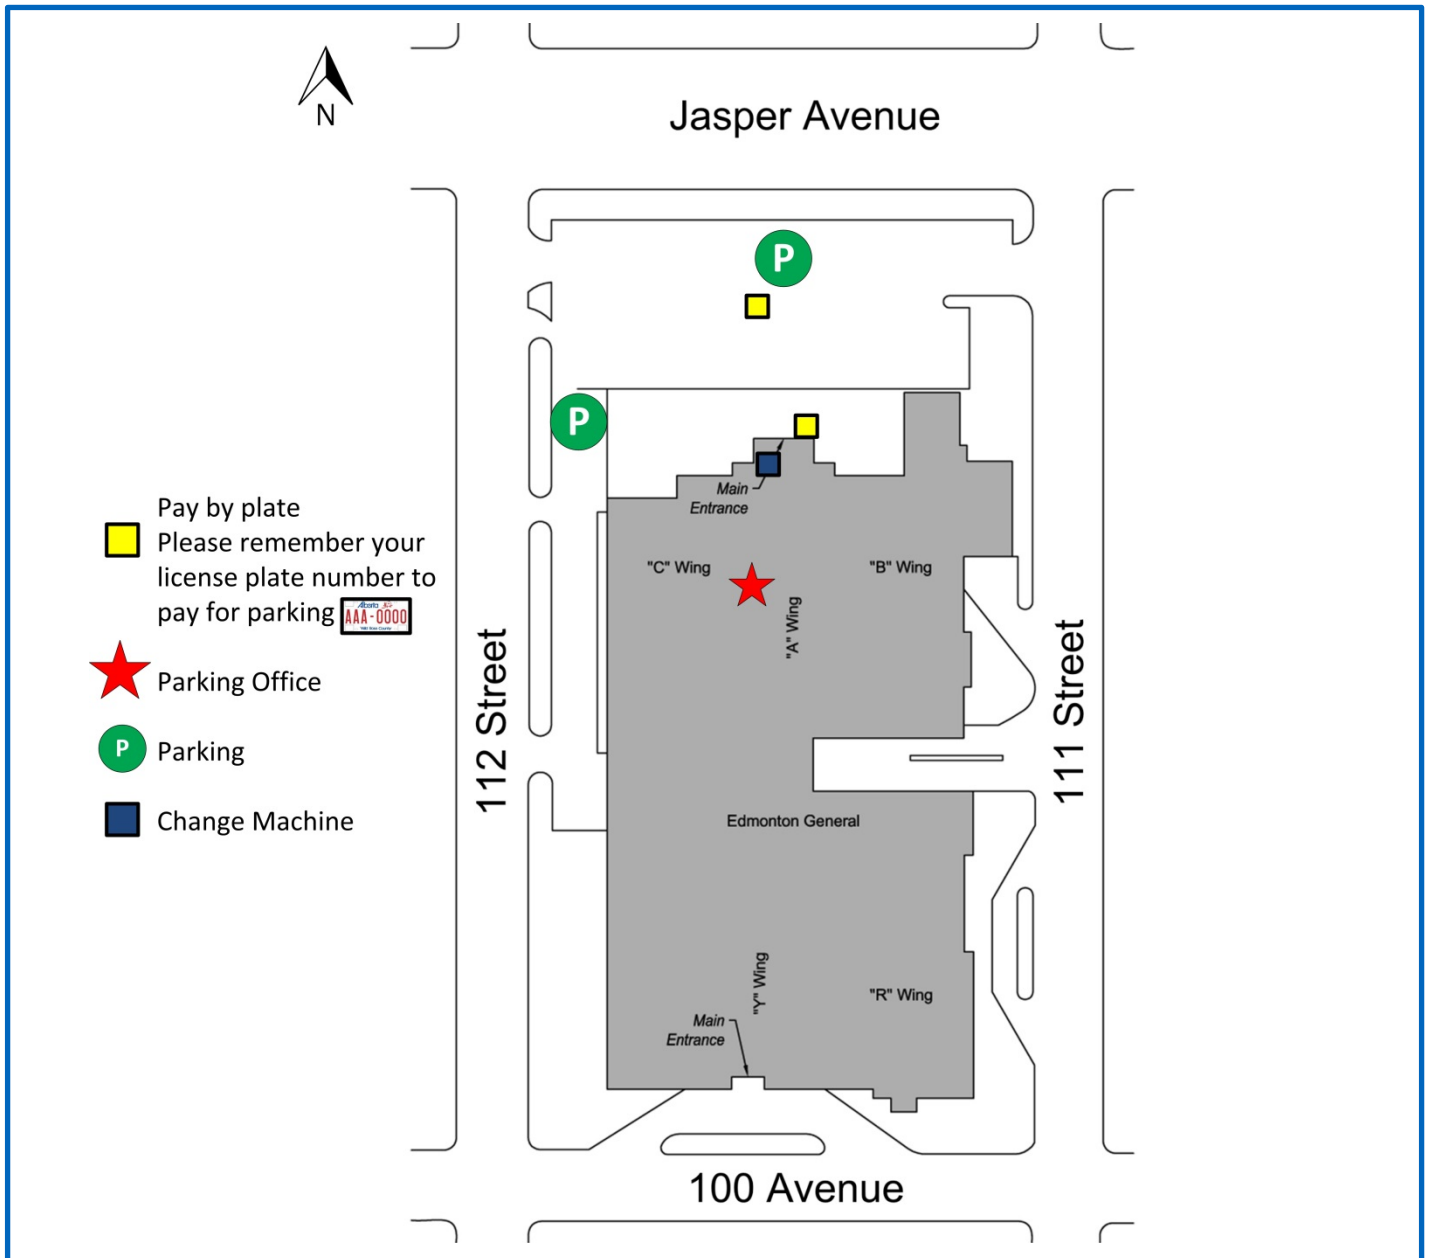 N
Jasper Avenue
P
P
Main
Entrance
Pay by plate
Please remember your
license plate number to
pay for parking
Alberta
AAA-0000
"C" Wing
"B" Wing
"A" Wing
Parking Office
112 Street
111 Street
P Parking
Change Machine
Edmonton General
"Y" Wing
"R" Wing
Main
Entrance
100 Avenue